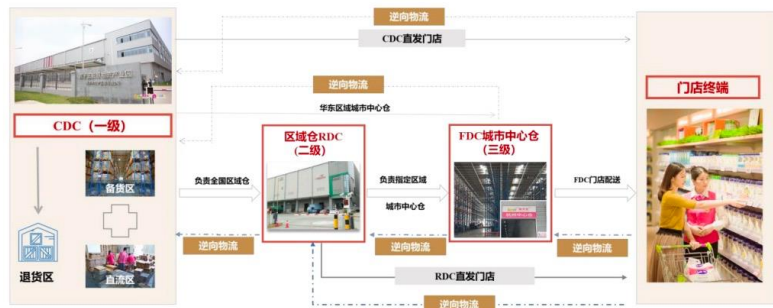 逆向物流
CDC直发门店
逆向物流
华东区域城市中心仓
CDC（一级）
备货区
直流区
退货区
负责全国区域仓
逆向物流
区域仓RDC
(二级)
负责指定区域
城市中心仓
逆向物流
FDC城市中心仓
（三级）
城市中心仓
FDC门店配送
逆向物流
门店终端
RDC直发门店
逆向物流